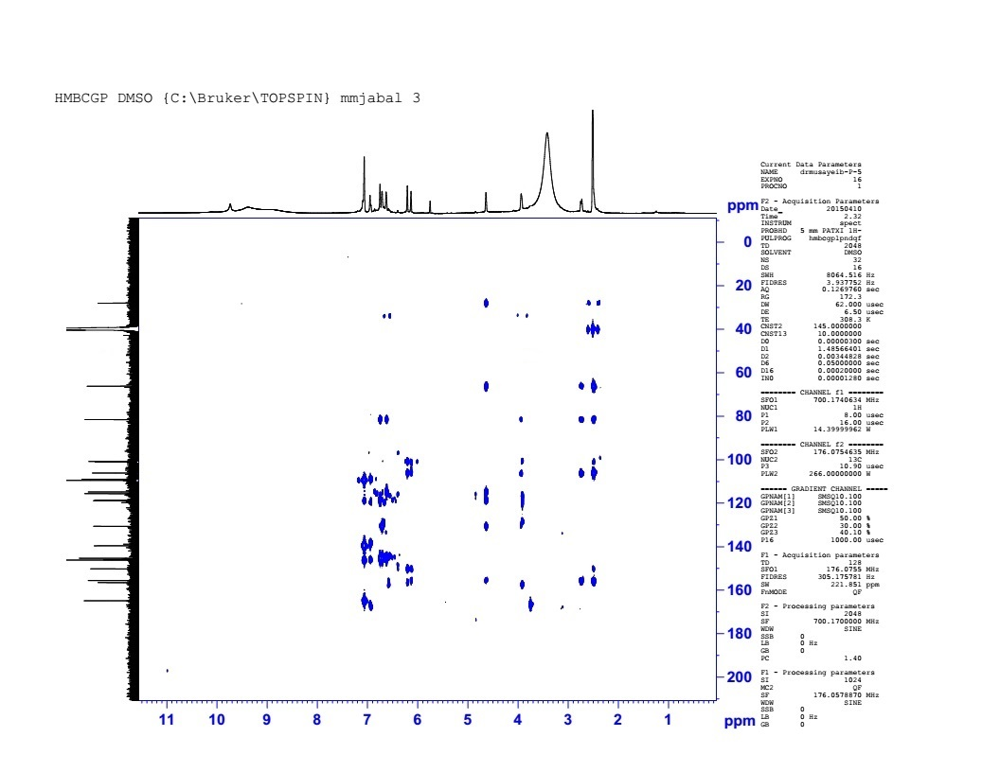 HMBCGP DMSO {C:\Bruker\TOPSPIN} mmjabal 3
Current Data Parameters
NAME drmusayeib-P-5
EXPNO 16
PROCNO 1
F2 - Acquisition Parameters
Date_ 20150410
Time 2.32
INSTRUM spect
PROBHD 5 mm PATXI 1H-
PULPROG hmbcgplpndqf
TD 2048
SOLVENT DMSO
NS 32
DS 16
SWH 8064.516 Hz
FIDRES 3.937752 Hz
AQ 0.1269760 sec
RG 172.3
DW 62.000 usec
DE 6.50 usec
TE 308.3 K
CNST2 145.0000000
CNST13 10.0000000
D0 0.00000300 sec
D1 1.48566401 sec
D2 0.00344828 sec
D6 0.05000000 sec
D16 0.00020000 sec
IN0 0.00001280 sec
======== CHANNEL f1 ========
SFO1 700.1740634 MHz
NUC1 1H
P1 8.00 usec
P2 16.00 usec
PLW1 14.39999962 W
======== CHANNEL f2 ========
SFO2 176.0754635 MHz
NUC2 13C
P3 10.90 usec
PLW2 266.00000000 W
====== GRADIENT CHANNEL =====
GPNAM[1] SMSQ10.100
GPNAM[2] SMSQ10.100
GPNAM[3] SMSQ10.100
GPZ1 50.00 %
GPZ2 30.00 %
GPZ3 40.10 %
P16 1000.00 usec
F1 - Acquisition parameters
TD 128
SFO1 176.0755 MHz
FIDRES 305.175781 Hz
SW 221.851 ppm
FnMODE QF
F2 - Processing parameters
SI 2048
SF 700.1700000 MHz
WDW SINE
SSB 0
LB 0 Hz
GB 0
PC 1.40
F1 - Processing parameters
SI 1024
MC2 QF
SF 176.0578870 MHz
WDW SINE
SSB 0
LB 0 Hz
GB 0
ppm
0
20
40
60
80
100
120
140
160
180
200
11 10 9 8 7 6 5 4 3 2 1 ppm